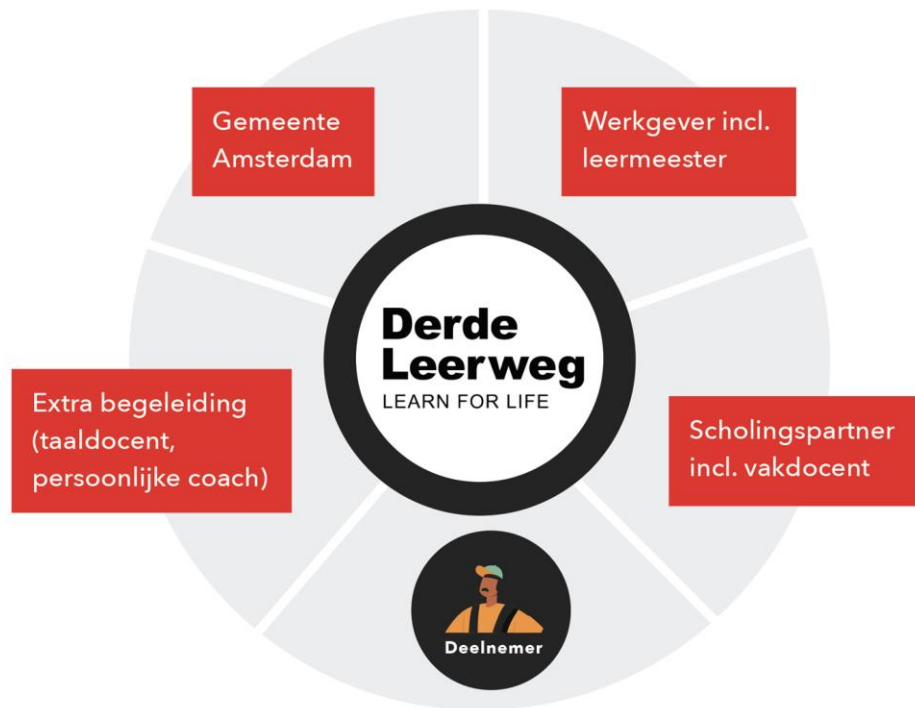 Gemeente
Amsterdam
Werkgever incl.
leermeester
Derde
Leerweg
LEARN FOR LIFE
Extra begeleiding
(taaldocent,
persoonlijke coach)
Scholingspartner
incl. vakdocent
Deelnemer